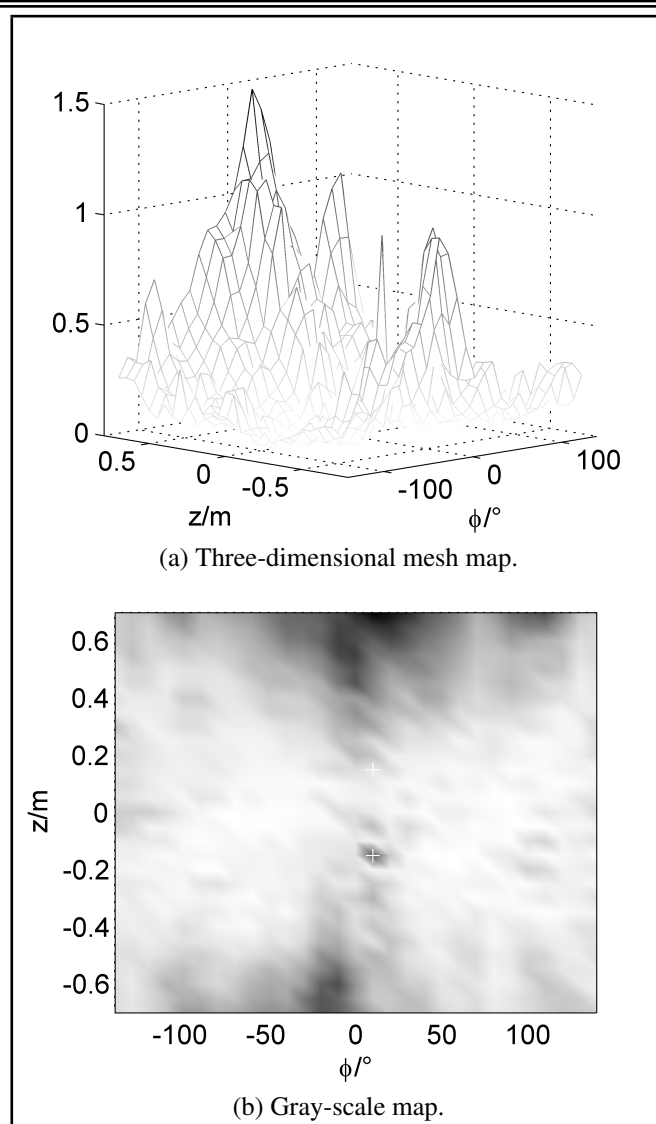 1.5
1
0.5
0
0.5 0 -0.5
-100 0 100
z/m
ϕ/°
(a) Three-dimensional mesh map.
0.6
0.4
0.2
0
-0.2
-0.4
-0.6
z/m
-100 -50 0 50 100
ϕ/°
(b) Gray-scale map.